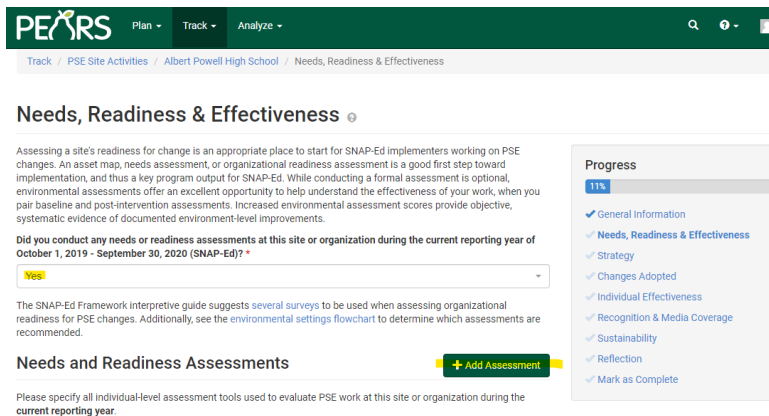 PEARS Plan Track Analyze
Track / PSE Site Activities / Albert Powell High School / Needs, Readiness & Effectiveness
Needs, Readiness & Effectiveness
Assessing a site's readiness for change is an appropriate place to start for SNAP-Ed implementers working on PSE
changes. An asset map, needs assessment, or organizational readiness assessment is a good first step toward
implementation, and thus a key program output for SNAP-Ed. While conducting a formal assessment is optional,
environmental assessments offer an excellent opportunity to help understand the effectiveness of your work, when you
pair baseline and post-intervention assessments. Increased environmental assessment scores provide objective,
systematic evidence of documented environment-level improvements.
Did you conduct any needs or readiness assessments at this site or organization during the current reporting year of
October 1, 2019 - September 30, 2020 (SNAP-Ed)? *
Yes
The SNAP-Ed Framework interpretive guide suggests several surveys to be used when assessing organizational
readiness for PSE changes. Additionally, see the environmental settings flowchart to determine which assessments are
recommended.
Needs and Readiness Assessments
+ Add Assessment
Please specify all individual-level assessment tools used to evaluate PSE work at this site or organization during the
current reporting year.
Progress
11%
General Information
Needs, Readiness & Effectiveness
Strategy
Changes Adopted
Individual Effectiveness
Recognition & Media Coverage
Sustainability
Reflection
Mark as Complete